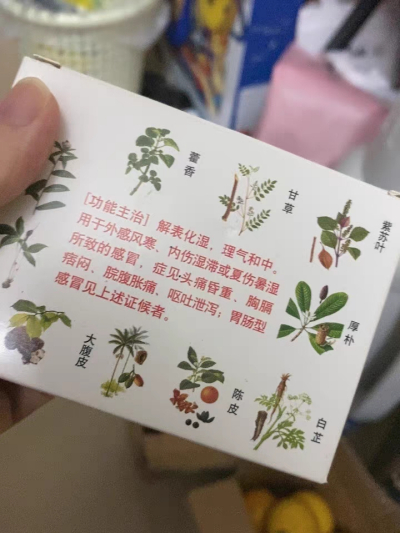 藿香
甘草
紫苏叶
[功能主治] 解表化湿，理气和中。
用于外感风寒、内伤湿滞或夏伤暑湿
所致的感冒，症见头痛昏重、胸膈
痞闷、脘腹胀痛、呕吐泄泻；胃肠型
感冒见上述证候者。
厚朴
大腹皮
陈皮
白芷